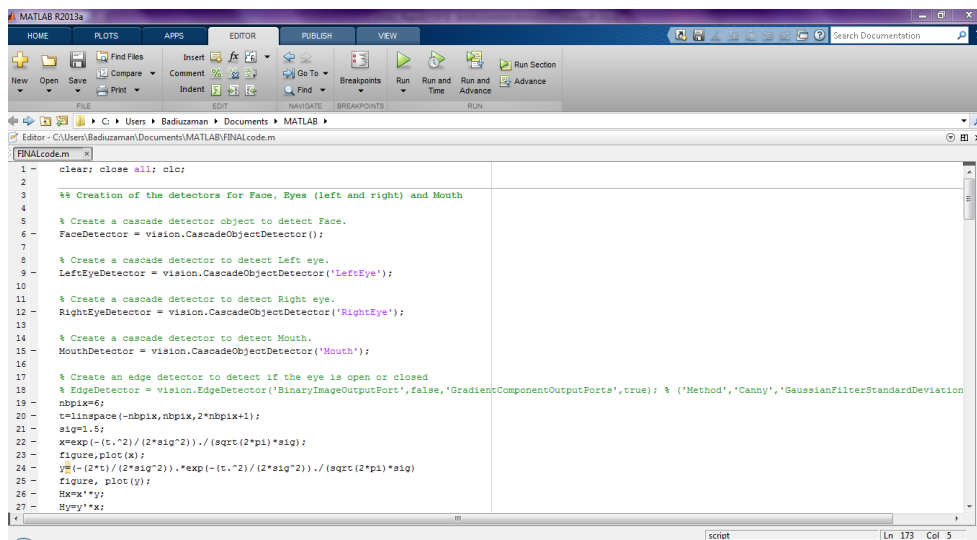 MATLAB R2013a
HOME PLOTS APPS EDITOR PUBLISH VIEW Search Documentation
Find Files Insert fx
Compare Comment % Go To Breakpoints Run Section
New Open Save Print Indent Find Run Run and Time Run and Advance Advance
FILE EDIT NAVIGATE BREAKPOINTS RUN
C: Users Badiuzaman Documents MATLAB
Editor - C:\Users\Badiuzaman\Documents\MATLAB\FINALcode.m
FINALcode.m ×
1 - clear; close all; clc;
2
3 %% Creation of the detectors for Face, Eyes (left and right) and Mouth
4
5 % Create a cascade detector object to detect Face.
6 - FaceDetector = vision.CascadeObjectDetector();
7
8 % Create a cascade detector to detect Left eye.
9 - LeftEyeDetector = vision.CascadeObjectDetector('LeftEye');
10
11 % Create a cascade detector to detect Right eye.
12 - RightEyeDetector = vision.CascadeObjectDetector('RightEye');
13
14 % Create a cascade detector to detect Mouth.
15 - MouthDetector = vision.CascadeObjectDetector('Mouth');
16
17 % Create an edge detector to detect if the eye is open or closed
18 % EdgeDetector = vision.EdgeDetector('BinaryImageOutputPort',false,'GradientComponentOutputPorts',true); % ('Method','Canny','GaussianFilterStandardDeviation
19 - nbpix=6;
20 - t=linspace(-nbpix,nbpix,2*nbpix+1);
21 - sig=1.5;
22 - x=exp(-(t.^2)/(2*sig^2))./(sqrt(2*pi)*sig);
23 - figure,plot(x);
24 - y=(-(2*t)/(2*sig^2)).*exp(-(t.^2)/(2*sig^2))./(sqrt(2*pi)*sig)
25 - figure, plot(y);
26 - Hx=x'*y;
27 - Hy=y'*x;
script Ln 173 Col 5